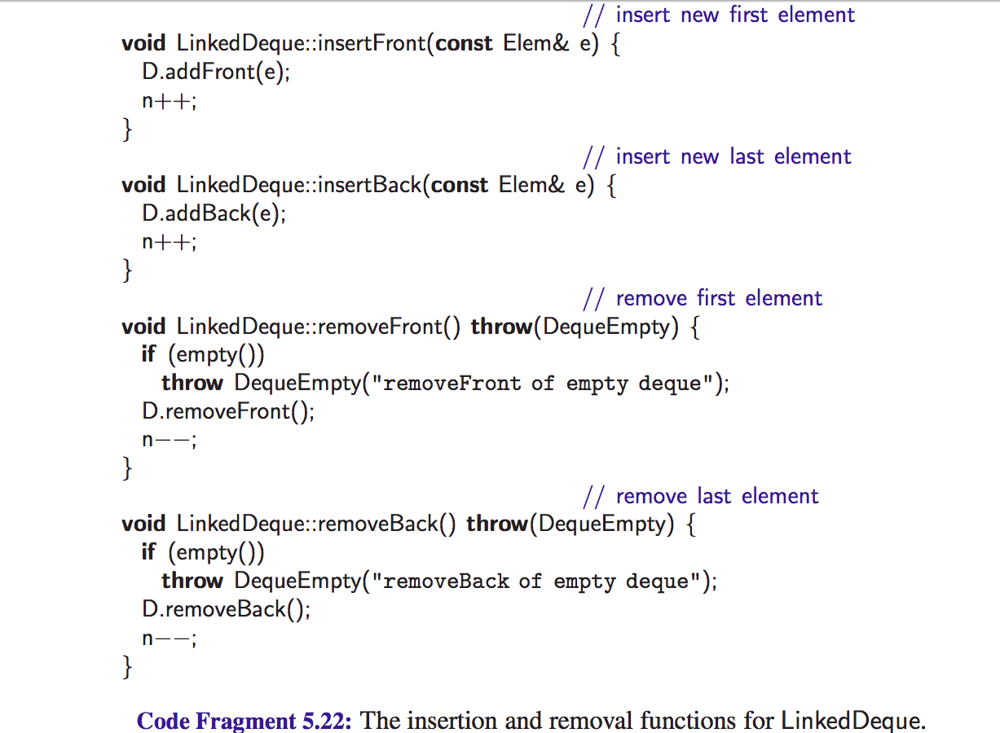 // insert new first element
void LinkedDeque::insertFront(const Elem& e) {
D.addFront(e);
n++;
}
// insert new last element
void LinkedDeque::insertBack(const Elem& e) {
D.addBack(e);
n++;
}
// remove first element
void LinkedDeque::removeFront() throw(DequeEmpty) {
if (empty())
throw DequeEmpty("removeFront of empty deque");
D.removeFront();
n−−;
}
// remove last element
void LinkedDeque::removeBack() throw(DequeEmpty) {
if (empty())
throw DequeEmpty("removeBack of empty deque");
D.removeBack();
n−−;
}
Code Fragment 5.22: The insertion and removal functions for LinkedDeque.